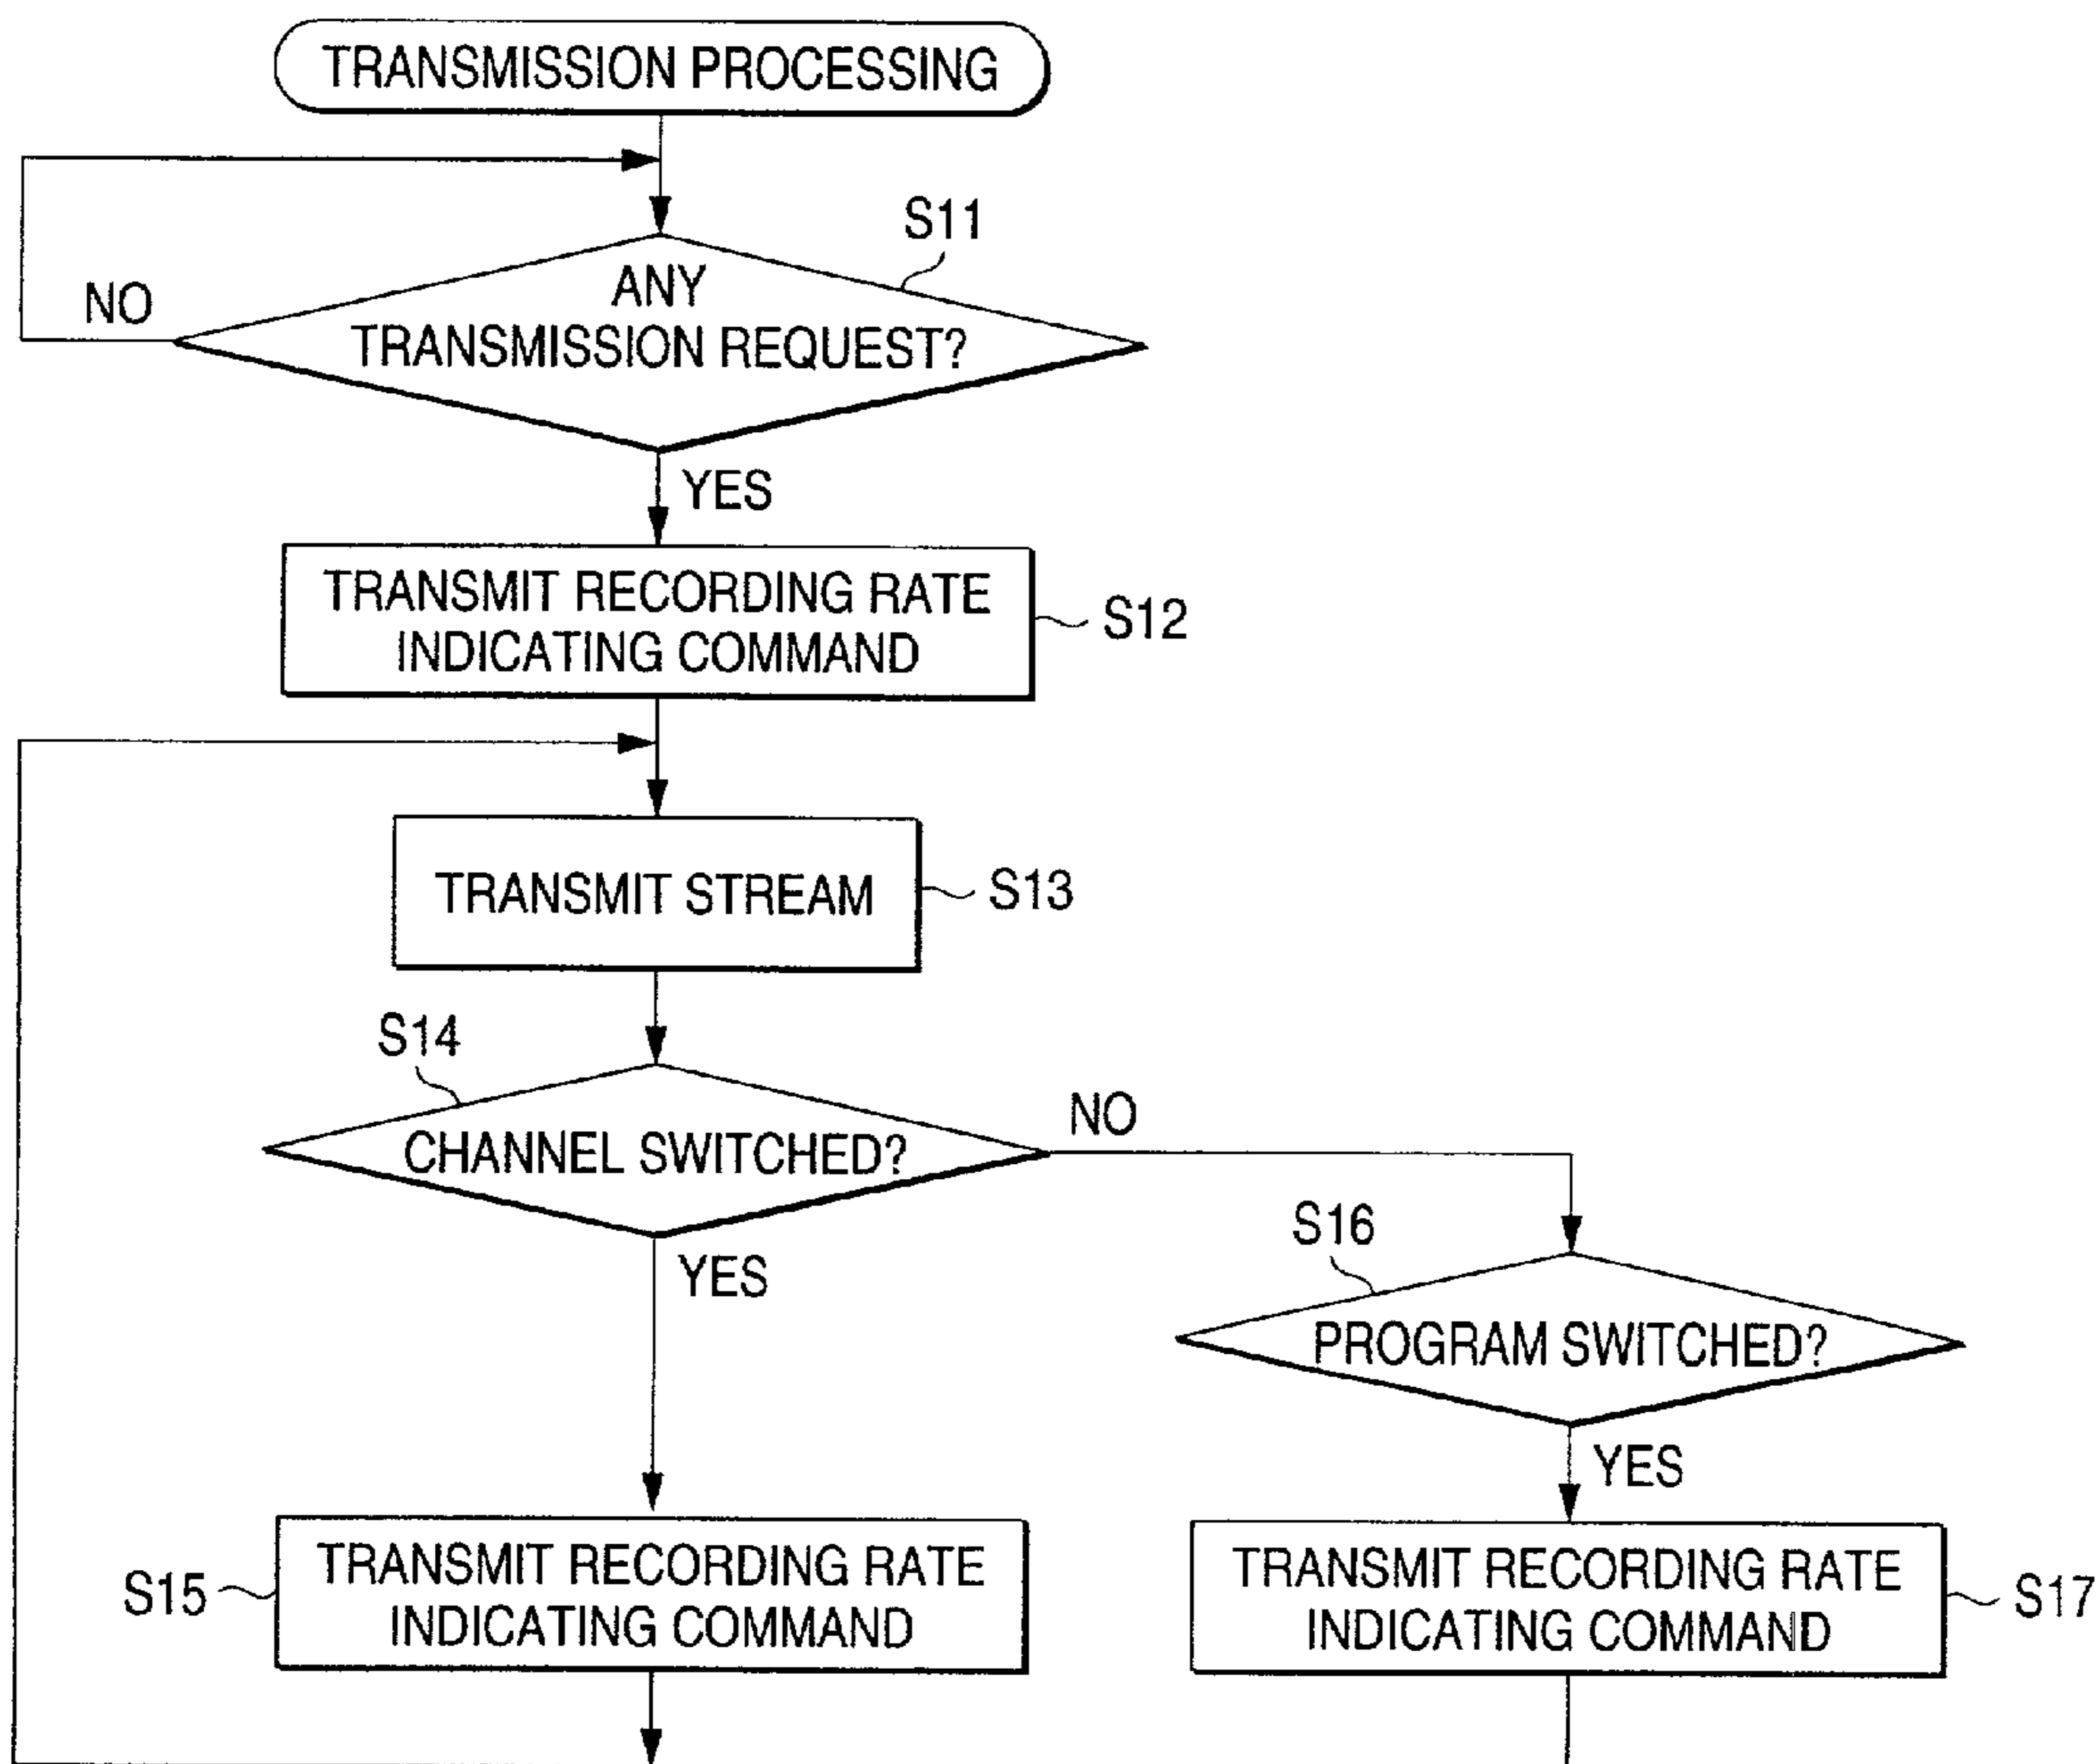 TRANSMISSION PROCESSING
S11
NO
ANY
TRANSMISSION REQUEST?
YES
TRANSMIT RECORDING RATE
INDICATING COMMAND
S12
TRANSMIT STREAM
S13
S14
CHANNEL SWITCHED?
NO
YES
S16
PROGRAM SWITCHED?
YES
S15
TRANSMIT RECORDING RATE
INDICATING COMMAND
TRANSMIT RECORDING RATE
INDICATING COMMAND
S17